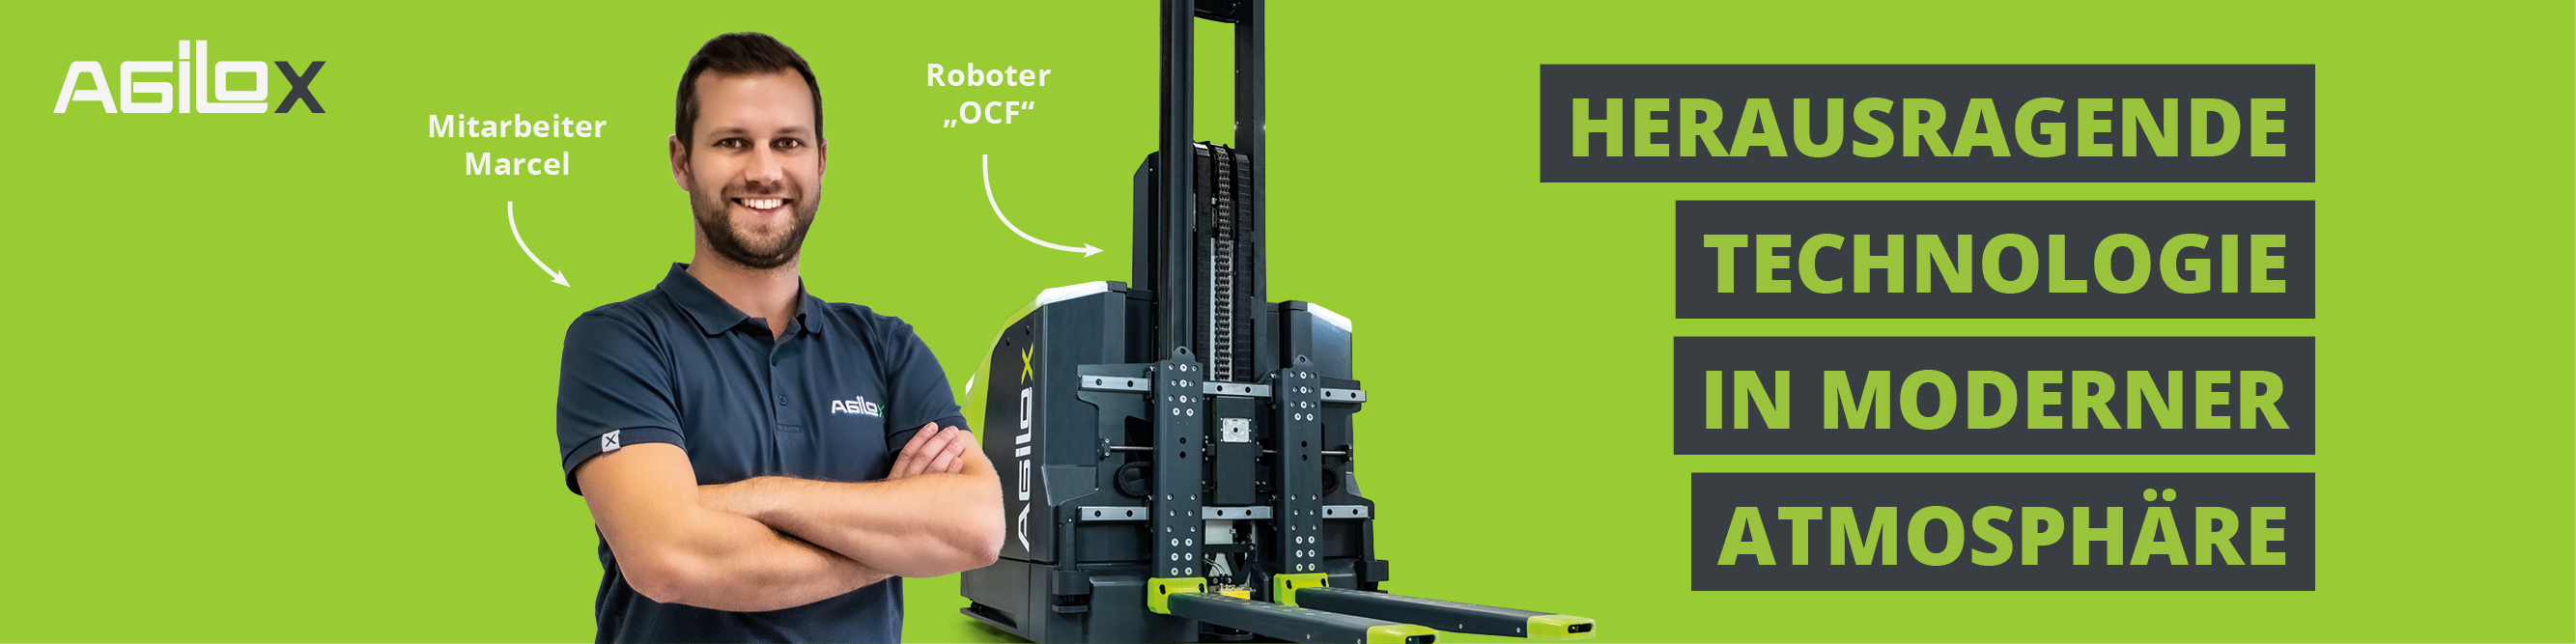 AGILOX
Mitarbeiter
Marcel
Roboter
„OCF“
AGILOX
X
AGILOX
HERAUSRAGENDE
TECHNOLOGIE
IN MODERNER
ATMOSPHÄRE